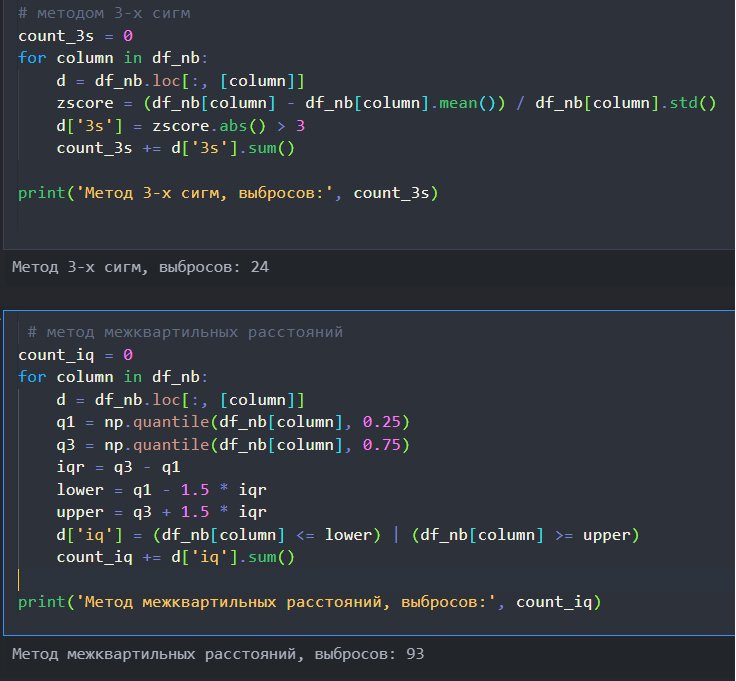 # методом 3-х сигм
count_3s = 0
for column in df_nb:
    d = df_nb.loc[:, [column]]
    zscore = (df_nb[column] - df_nb[column].mean()) / df_nb[column].std()
    d['3s'] = zscore.abs() > 3
    count_3s += d['3s'].sum()
print('Метод 3-х сигм, выбросов:', count_3s)
Метод 3-х сигм, выбросов: 24
# метод межквартильных расстояний
count_iq = 0
for column in df_nb:
    d = df_nb.loc[:, [column]]
    q1 = np.quantile(df_nb[column], 0.25)
    q3 = np.quantile(df_nb[column], 0.75)
    iqr = q3 - q1
    lower = q1 - 1.5 * iqr
    upper = q3 + 1.5 * iqr
    d['iq'] = (df_nb[column] <= lower) | (df_nb[column] >= upper)
    count_iq += d['iq'].sum()
print('Метод межквартильных расстояний, выбросов:', count_iq)
Метод межквартильных расстояний, выбросов: 93